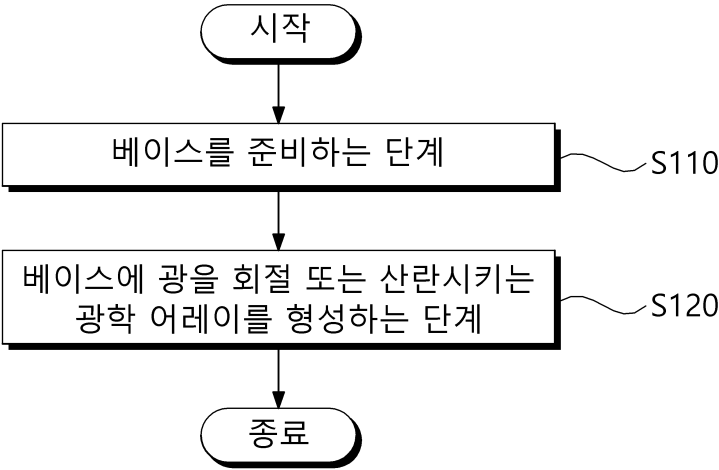 시작
베이스를 준비하는 단계
S110
베이스에 광을 회절 또는 산란시키는
광학 어레이를 형성하는 단계
S120
종료